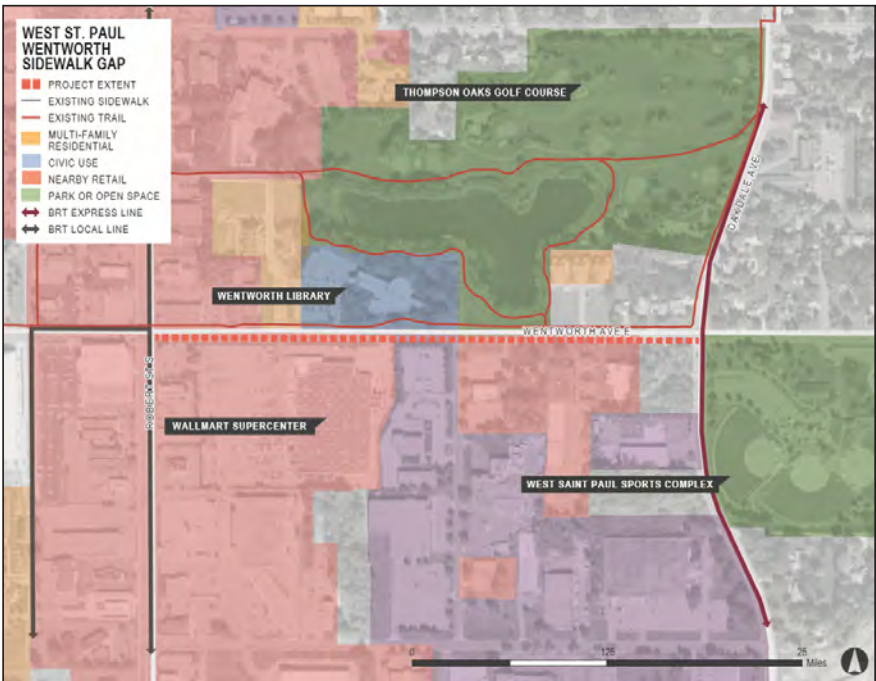 WEST ST. PAUL
WENTWORTH
SIDEWALK GAP
PROJECT EXTENT
EXISTING SIDEWALK
EXISTING TRAIL
MULTI-FAMILY
RESIDENTIAL
CIVIC USE
NEARBY RETAIL
PARK OR OPEN SPACE
BRT EXPRESS LINE
BRT LOCAL LINE
THOMPSON OAKS GOLF COURSE
OAKDALE AVE
WENTWORTH LIBRARY
WENTWORTH AVE E
ROBERT ST S
WALLMART SUPERCENTER
WEST SAINT PAUL SPORTS COMPLEX
0 125 25
Miles